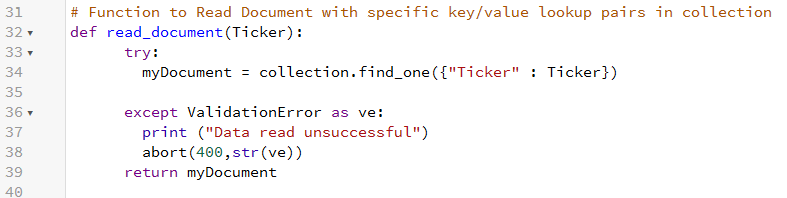 31 # Function to Read Document with specific key/value lookup pairs in collection
32 def read_document(Ticker):
33 try:
34 myDocument = collection.find_one({"Ticker" : Ticker})
35
36 except ValidationError as ve:
37 print ("Data read unsuccessful")
38 abort(400,str(ve))
39 return myDocument
40